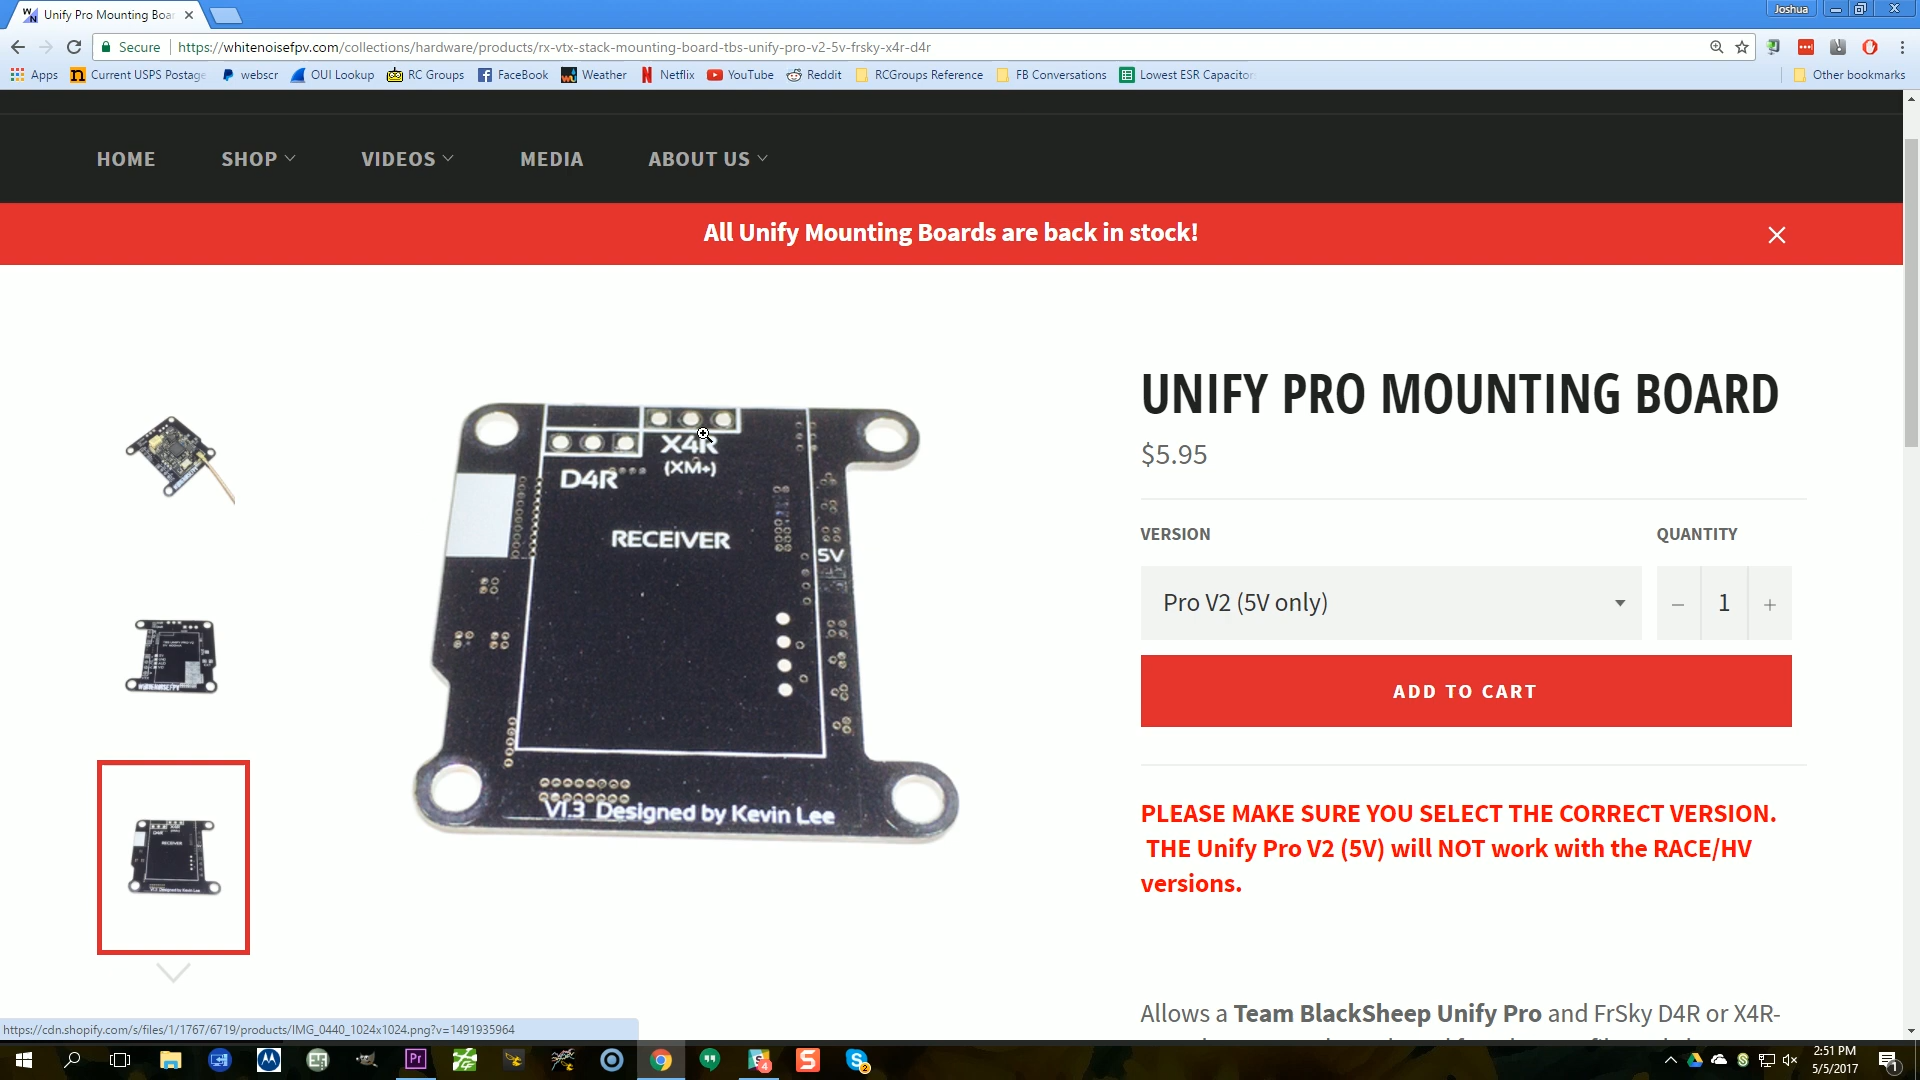 Unify Pro Mounting Boa
Joshua
Secure
https://whitenoisefpv.com/collections/hardware/products/rx-vtx-stack-mounting-board-tbs-unify-pro-v2-5v-frsky-x4r-d4r
Apps
Current USPS Postage
webscr
OUI Lookup
RC Groups
FaceBook
Weather
Netflix
YouTube
Reddit
RCGroups Reference
FB Conversations
Lowest ESR Capacitor
Other bookmarks
HOME
SHOP
VIDEOS
MEDIA
ABOUT US
All Unify Mounting Boards are back in stock!
X4R
(XM+)
D4R
RECEIVER
5V
V1.3 Designed by Kevin Lee
UNIFY PRO MOUNTING BOARD
$5.95
VERSION
QUANTITY
Pro V2 (5V only)
− 1 +
ADD TO CART
PLEASE MAKE SURE YOU SELECT THE CORRECT VERSION.
THE Unify Pro V2 (5V) will NOT work with the RACE/HV
versions.
Allows a Team BlackSheep Unify Pro and FrSky D4R or X4R-
https://cdn.shopify.com/s/files/1/1767/6719/products/IMG_0440_1024x1024.png?v=1491935964
Pr
4
S
2
2:51 PM
5/5/2017
1